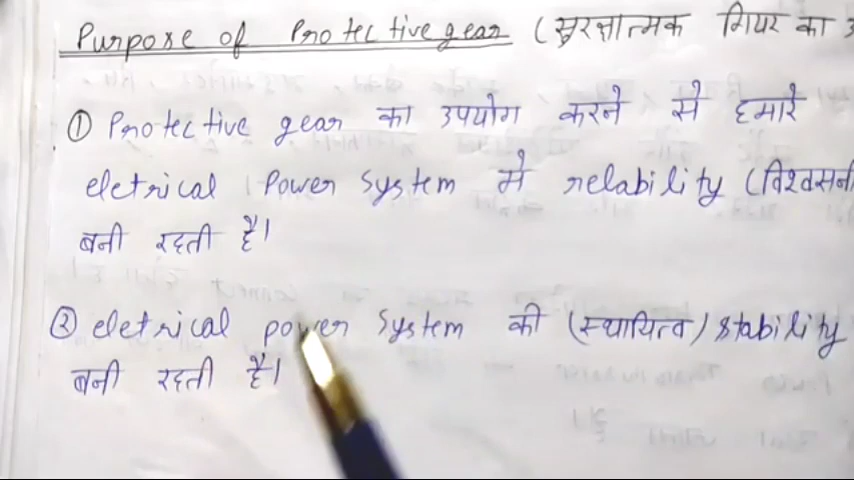 Purpose of Protective gear (सुरक्षात्मक गियर का
① Protective gear का उपयोग करने से हमारे
eletrical Power System में relability (विश्वसनी
बनी रहती है।
② eletrical power system की (स्थायित्व) stability
बनी रहती है।